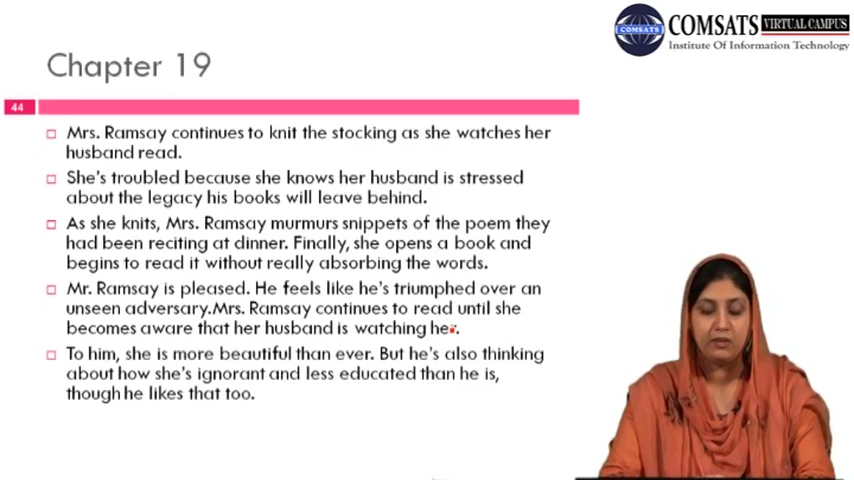 COMSATS
COMSATS VIRTUAL CAMPUS
Institute Of Information Technology
Chapter 19
44
Mrs. Ramsay continues to knit the stocking as she watches her
husband read.
She's troubled because she knows her husband is stressed
about the legacy his books will leave behind.
As she knits, Mrs. Ramsay murmurs snippets of the poem they
had been reciting at dinner. Finally, she opens a book and
begins to read it without really absorbing the words.
Mr. Ramsay is pleased. He feels like he's triumphed over an
unseen adversary.Mrs. Ramsay continues to read until she
becomes aware that her husband is watching her.
To him, she is more beautiful than ever. But he's also thinking
about how she's ignorant and less educated than he is,
though he likes that too.